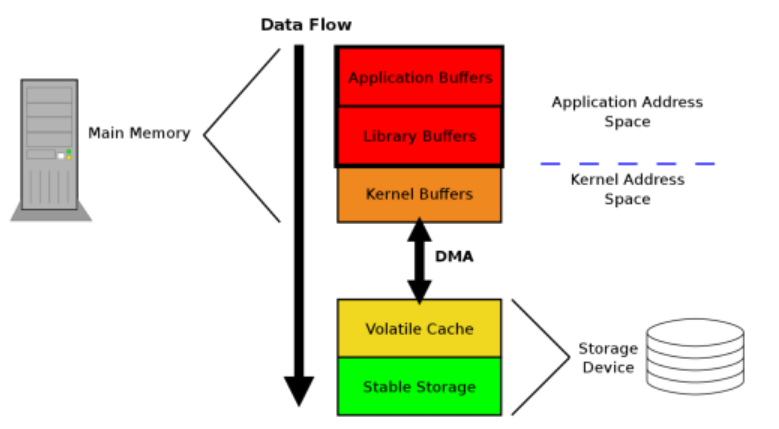 Data Flow
Application Buffers
Application Address
Space
Main Memory
Library Buffers
Kernel Buffers
Kernel Address
Space
DMA
Volatile Cache
Storage
Device
Stable Storage